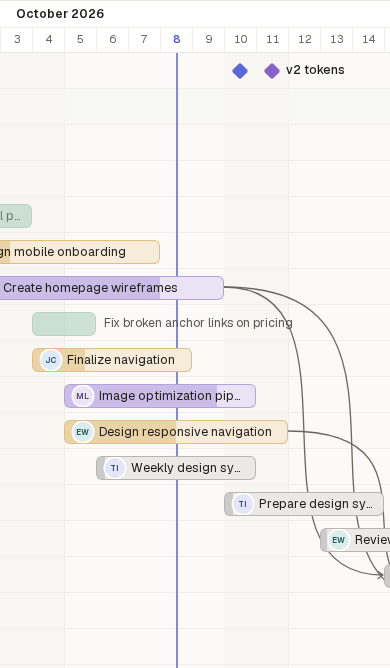 October 2026
3 4 5 6 7 8 9 10 11 12 13 14
v2 tokens
l p…
gn mobile onboarding
Create homepage wireframes
Fix broken anchor links on pricing
JC Finalize navigation
ML Image optimization pip…
EW Design responsive navigation
TI Weekly design sy…
TI Prepare design sy…
EW Review